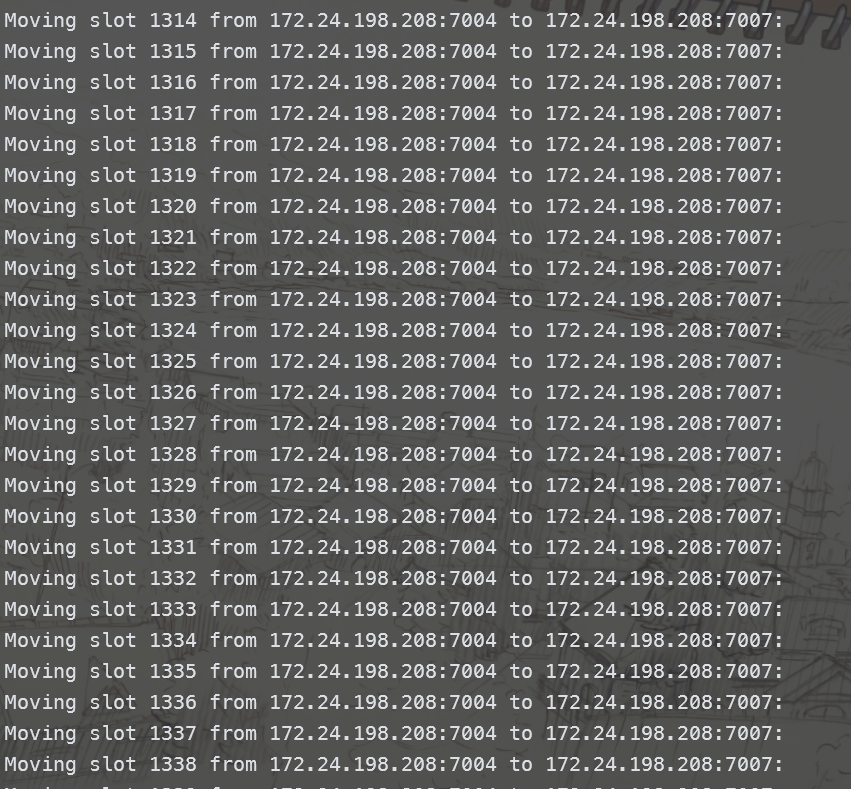 Moving slot 1314 from 172.24.198.208:7004 to 172.24.198.208:7007:
Moving slot 1315 from 172.24.198.208:7004 to 172.24.198.208:7007:
Moving slot 1316 from 172.24.198.208:7004 to 172.24.198.208:7007:
Moving slot 1317 from 172.24.198.208:7004 to 172.24.198.208:7007:
Moving slot 1318 from 172.24.198.208:7004 to 172.24.198.208:7007:
Moving slot 1319 from 172.24.198.208:7004 to 172.24.198.208:7007:
Moving slot 1320 from 172.24.198.208:7004 to 172.24.198.208:7007:
Moving slot 1321 from 172.24.198.208:7004 to 172.24.198.208:7007:
Moving slot 1322 from 172.24.198.208:7004 to 172.24.198.208:7007:
Moving slot 1323 from 172.24.198.208:7004 to 172.24.198.208:7007:
Moving slot 1324 from 172.24.198.208:7004 to 172.24.198.208:7007:
Moving slot 1325 from 172.24.198.208:7004 to 172.24.198.208:7007:
Moving slot 1326 from 172.24.198.208:7004 to 172.24.198.208:7007:
Moving slot 1327 from 172.24.198.208:7004 to 172.24.198.208:7007:
Moving slot 1328 from 172.24.198.208:7004 to 172.24.198.208:7007:
Moving slot 1329 from 172.24.198.208:7004 to 172.24.198.208:7007:
Moving slot 1330 from 172.24.198.208:7004 to 172.24.198.208:7007:
Moving slot 1331 from 172.24.198.208:7004 to 172.24.198.208:7007:
Moving slot 1332 from 172.24.198.208:7004 to 172.24.198.208:7007:
Moving slot 1333 from 172.24.198.208:7004 to 172.24.198.208:7007:
Moving slot 1334 from 172.24.198.208:7004 to 172.24.198.208:7007:
Moving slot 1335 from 172.24.198.208:7004 to 172.24.198.208:7007:
Moving slot 1336 from 172.24.198.208:7004 to 172.24.198.208:7007:
Moving slot 1337 from 172.24.198.208:7004 to 172.24.198.208:7007:
Moving slot 1338 from 172.24.198.208:7004 to 172.24.198.208:7007: